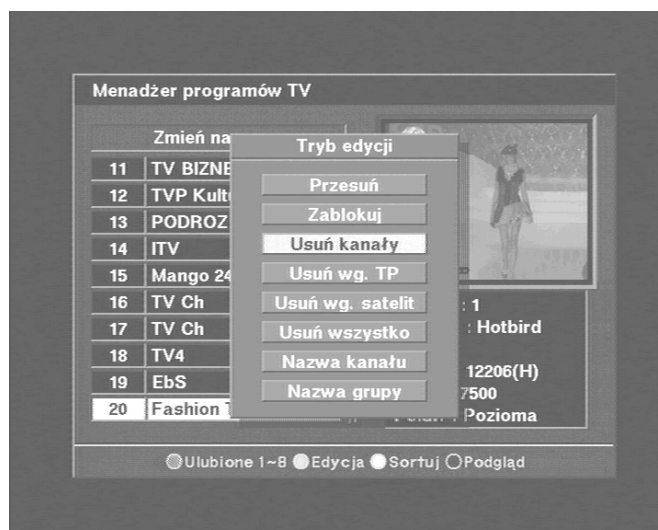 Menadżer programów TV
Zmień na
Tryb edycji
Przesuń
Zablokuj
Usuń kanały
Usuń wg. TP
Usuń wg. satelit
Usuń wszystko
Nazwa kanału
Nazwa grupy
11 TV BIZNE
12 TVP Kult
13 PODROZ
14 ITV
15 Mango 24
16 TV Ch
17 TV Ch
18 TV4
19 EbS
20 Fashion
: 1
: Hotbird
12206(H)
7500
: Pozioma
Ulubione 1~8 Edycja Sortuj Podgląd